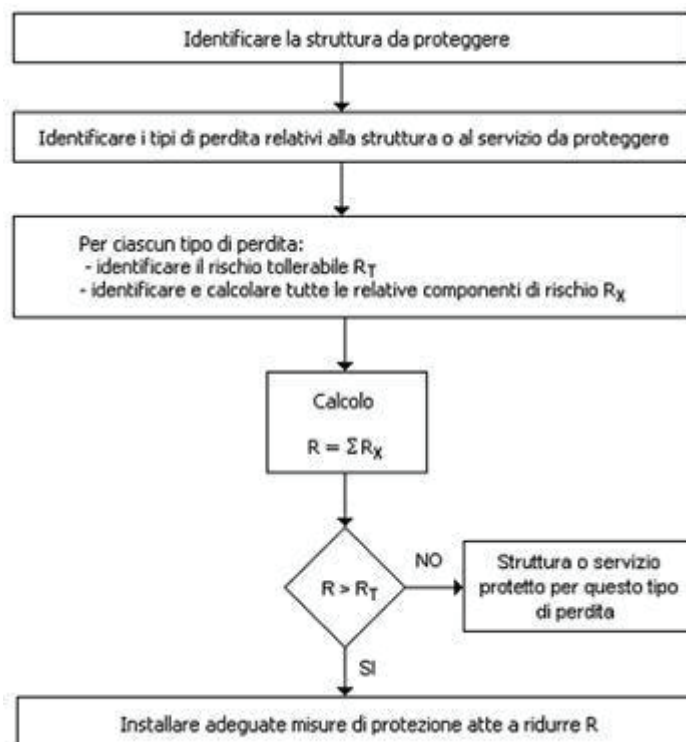 Identificare la struttura da proteggere
Identificare i tipi di perdita relativi alla struttura o al servizio da proteggere
Per ciascun tipo di perdita:
- identificare il rischio tollerabile RT
- identificare e calcolare tutte le relative componenti di rischio RX
Calcolo
R = ΣRX
R > RT
NO
Struttura o servizio
protetto per questo tipo
di perdita
SI
Installare adeguate misure di protezione atte a ridurre R